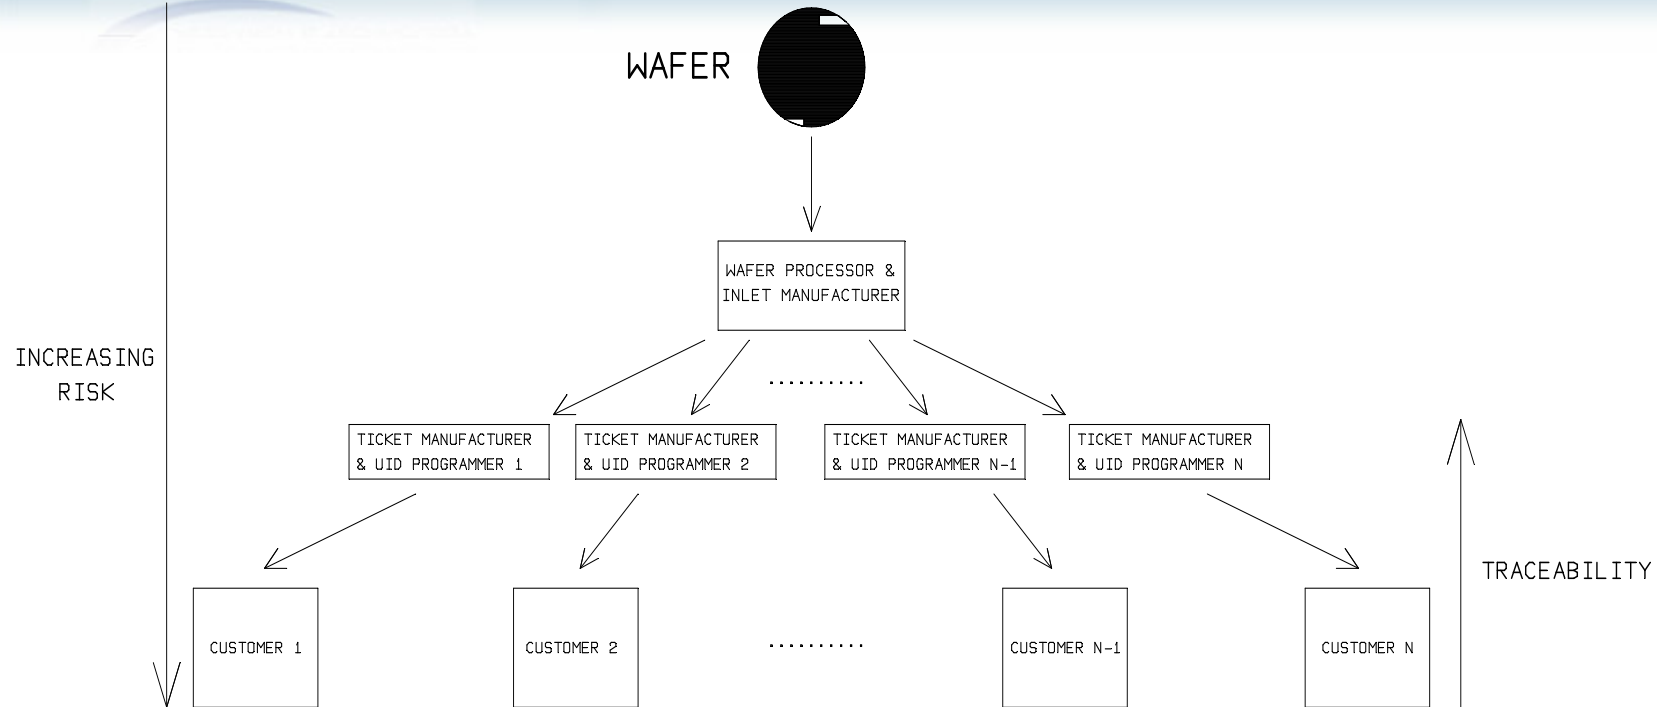 WAFER
WAFER PROCESSOR &
INLET MANUFACTURER
INCREASING
RISK
..........
TICKET MANUFACTURER
& UID PROGRAMMER 1
TICKET MANUFACTURER
& UID PROGRAMMER 2
TICKET MANUFACTURER
& UID PROGRAMMER N-1
TICKET MANUFACTURER
& UID PROGRAMMER N
TRACEABILITY
CUSTOMER 1
CUSTOMER 2
..........
CUSTOMER N-1
CUSTOMER N